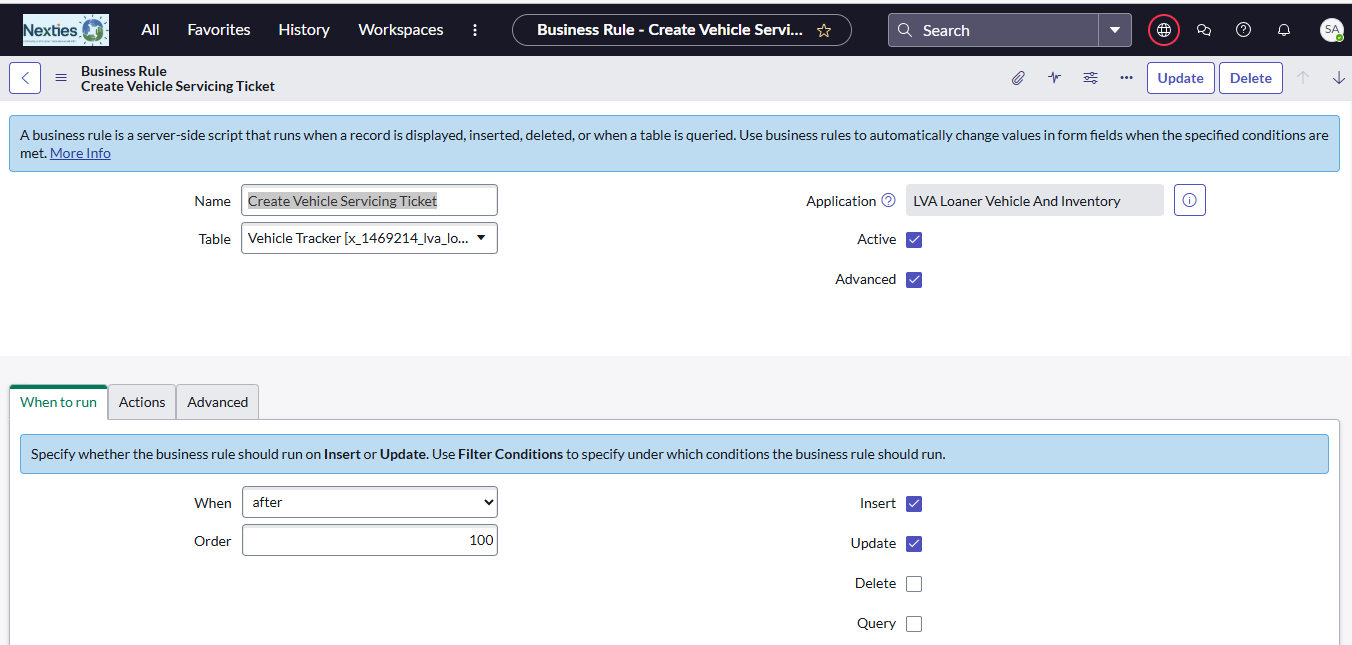 Nexties
All Favorites History Workspaces Business Rule - Create Vehicle Servi... Search SA
Business Rule
Create Vehicle Servicing Ticket
Update Delete
A business rule is a server-side script that runs when a record is displayed, inserted, deleted, or when a table is queried. Use business rules to automatically change values in form fields when the specified conditions are
met. More Info
Name Create Vehicle Servicing Ticket
Application LVA Loaner Vehicle And Inventory
Table Vehicle Tracker [x_1469214_lva_lo...
Active
Advanced
When to run Actions Advanced
Specify whether the business rule should run on Insert or Update. Use Filter Conditions to specify under which conditions the business rule should run.
When after
Insert
Order 100
Update
Delete
Query